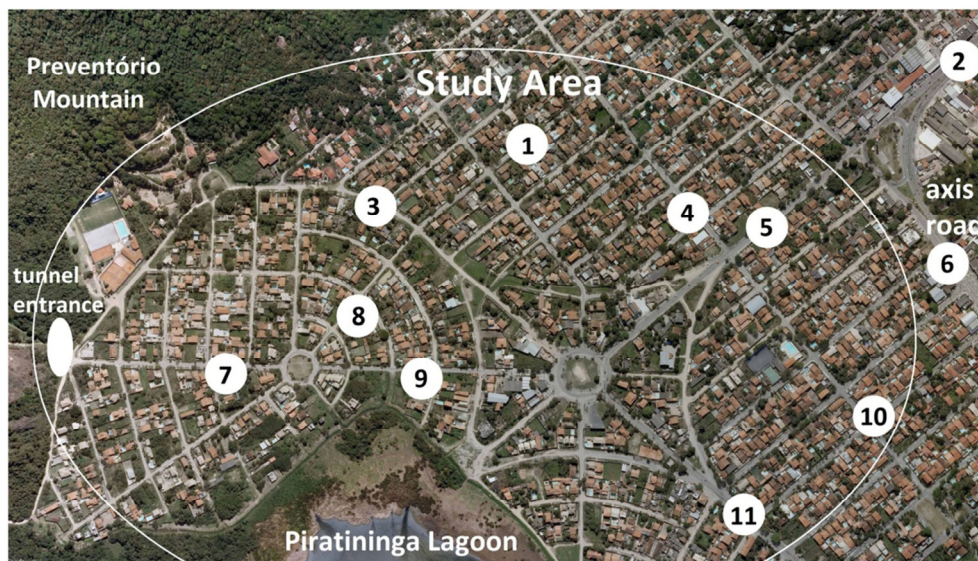 Preventório
Mountain
Study Area
2
1
3
4
5
axis
road
6
tunnel
entrance
8
7
9
10
11
Piratininga Lagoon